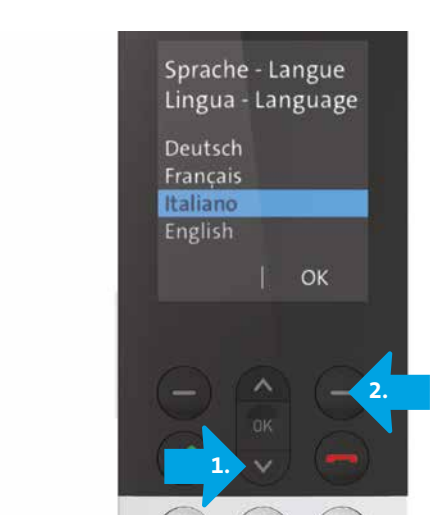 Sprache - Langue
Lingua - Language
Deutsch
Français
Italiano
English
| OK
2.
OK
1.